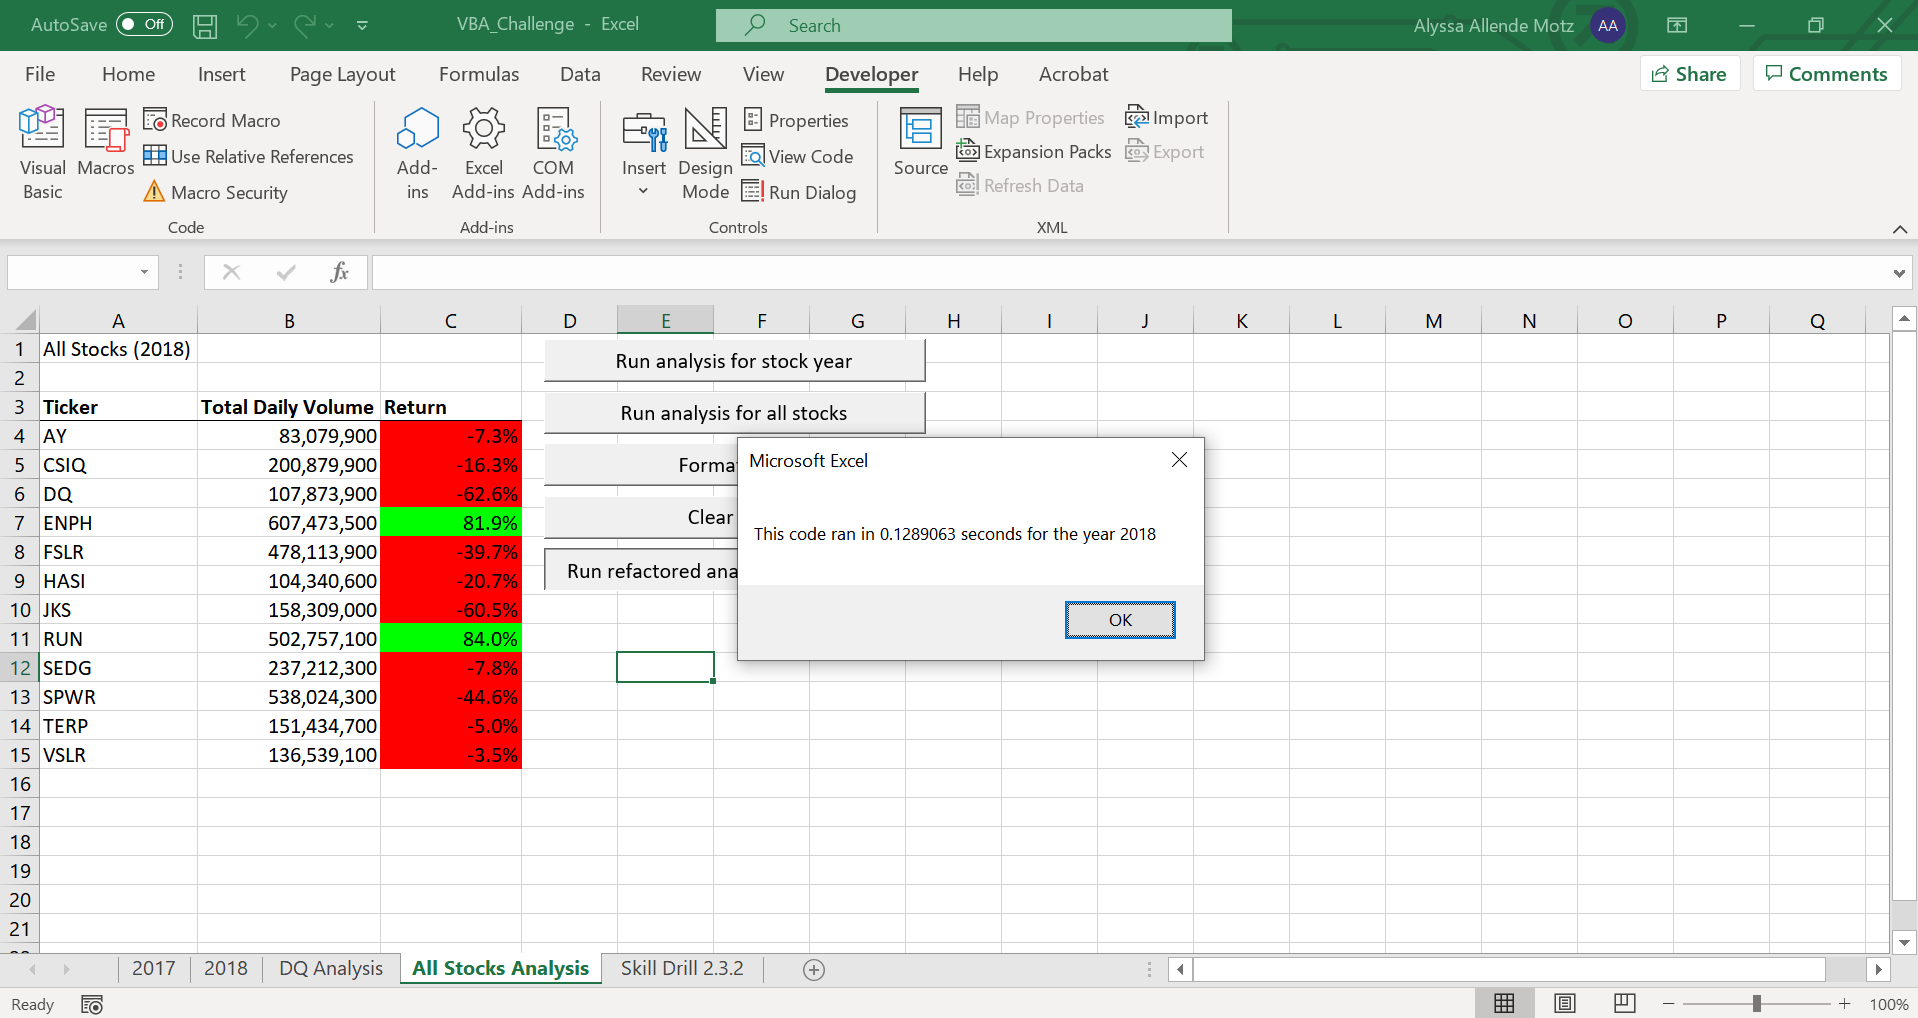 AutoSave Off VBA_Challenge - Excel Search Alyssa Allende Motz AA
File Home Insert Page Layout Formulas Data Review View Developer Help Acrobat Share Comments
Visual Basic
Macros
Record Macro
Use Relative References
Macro Security
Code
Add-ins
Excel Add-ins
COM Add-ins
Add-ins
Insert
Design Mode
Properties
View Code
Run Dialog
Controls
Source
Map Properties
Expansion Packs
Refresh Data
Import
Export
XML
fx
A B C D E F G H I J K L M N O P Q
1 All Stocks (2018)
2
3 Ticker Total Daily Volume Return
4 AY 83,079,900 -7.3%
5 CSIQ 200,879,900 -16.3%
6 DQ 107,873,900 -62.6%
7 ENPH 607,473,500 81.9%
8 FSLR 478,113,900 -39.7%
9 HASI 104,340,600 -20.7%
10 JKS 158,309,000 -60.5%
11 RUN 502,757,100 84.0%
12 SEDG 237,212,300 -7.8%
13 SPWR 538,024,300 -44.6%
14 TERP 151,434,700 -5.0%
15 VSLR 136,539,100 -3.5%
16
17
18
19
20
21
Run analysis for stock year
Run analysis for all stocks
Forma
Clear
Run refactored ana
Microsoft Excel
This code ran in 0.1289063 seconds for the year 2018
OK
2017 2018 DQ Analysis All Stocks Analysis Skill Drill 2.3.2
Ready 100%